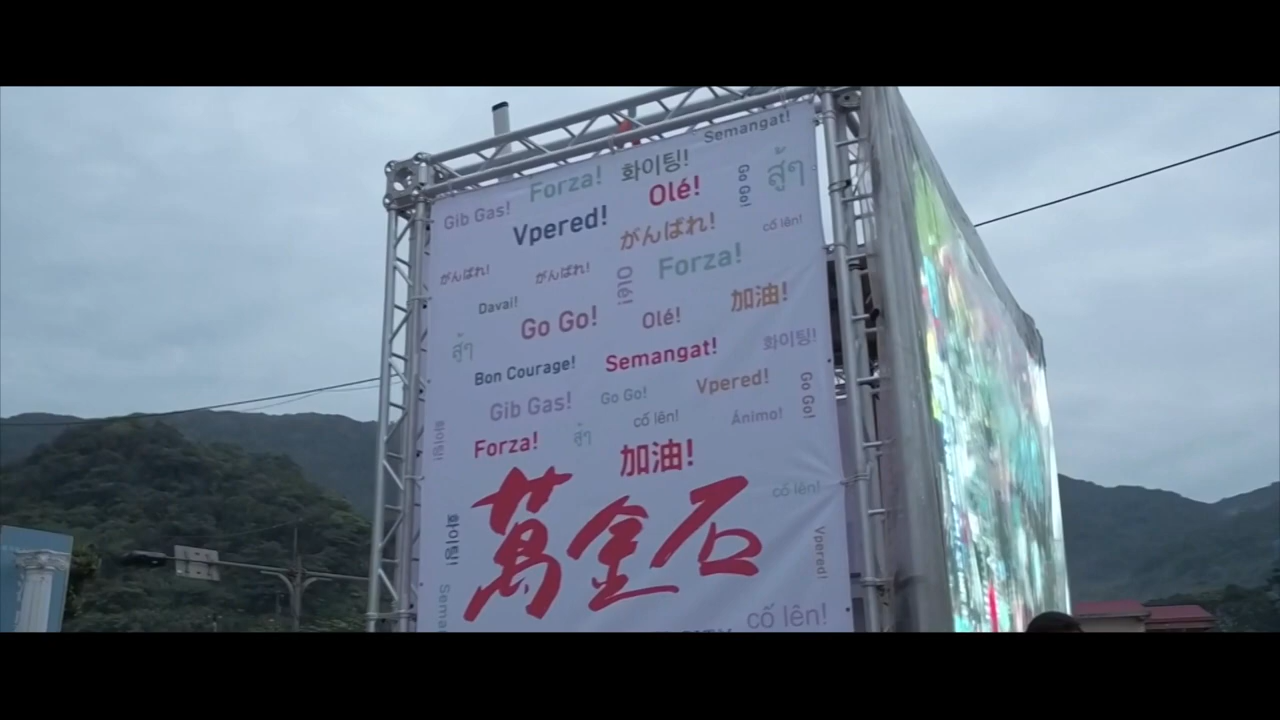 Semangat!
Forza! 화이팅!
Gib Gas! Olé! Go Go! สู้ๆ
Vpered! がんばれ! cố lên!
がんばれ! がんばれ! Olé! Forza!
Davai! Go Go! Olé! 加油!
สู้ๆ Bon Courage! Semangat! 화이팅!
Gib Gas! Go Go! Vpered! Go Go!
화이팅! Forza! สู้ๆ cố lên! Ánimo!
加油!
cố lên!
萬金石
화이팅! Vpered!
cố lên!